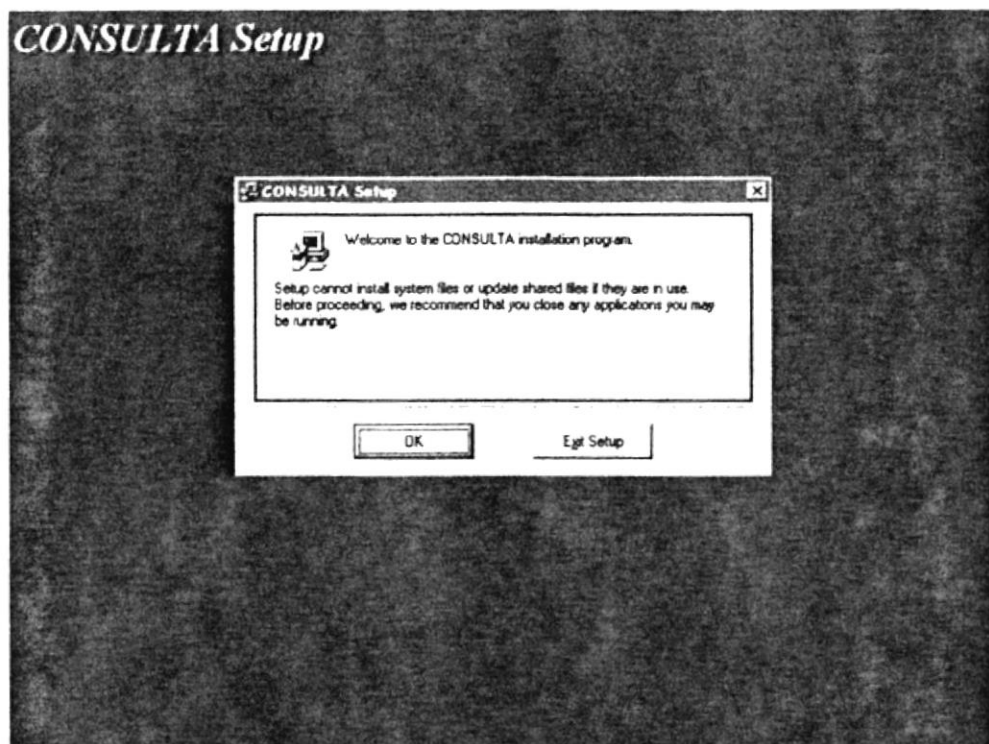 CONSULTA Setup
CONSULTA Setup
Welcome to the CONSULTA installation program.
Setup cannot install system files or update shared files if they are in use.
Before proceeding, we recommend that you close any applications you may
be running.
OK
Exit Setup